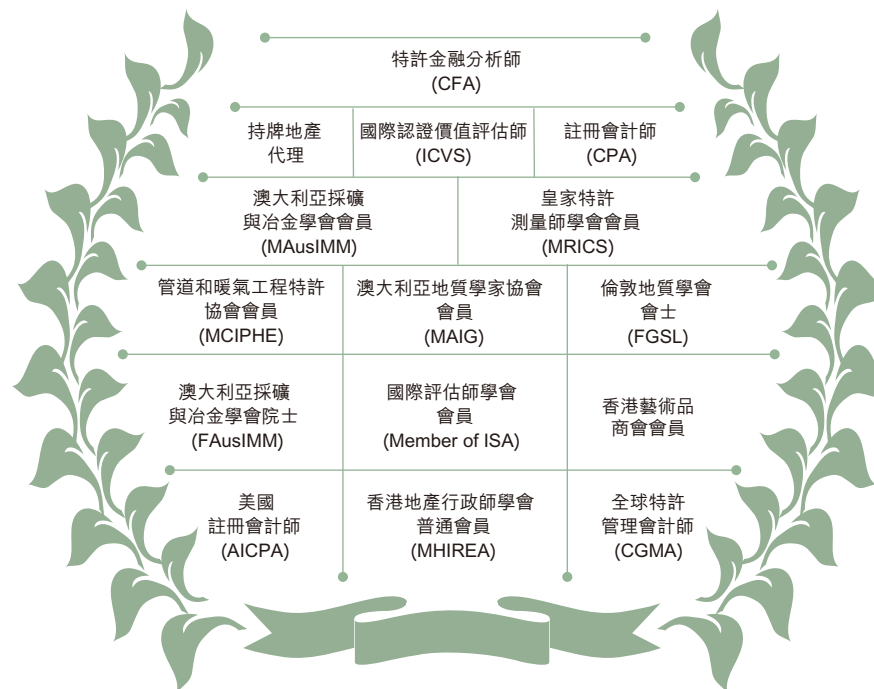 特許金融分析師
(CFA)
持牌地產
代理
國際認證價值評估師
(ICVS)
註冊會計師
(CPA)
澳大利亞採礦
與冶金學會會員
(MAusIMM)
皇家特許
測量師學會會員
(MRICS)
管道和暖氣工程特許
協會會員
(MCIPHE)
澳大利亞地質學家協會
會員
(MAIG)
倫敦地質學會
會士
(FGSL)
澳大利亞採礦
與冶金學會院士
(FAusIMM)
國際評估師學會
會員
(Member of ISA)
香港藝術品
商會會員
美國
註冊會計師
(AICPA)
香港地產行政師學會
普通會員
(MHIREA)
全球特許
管理會計師
(CGMA)